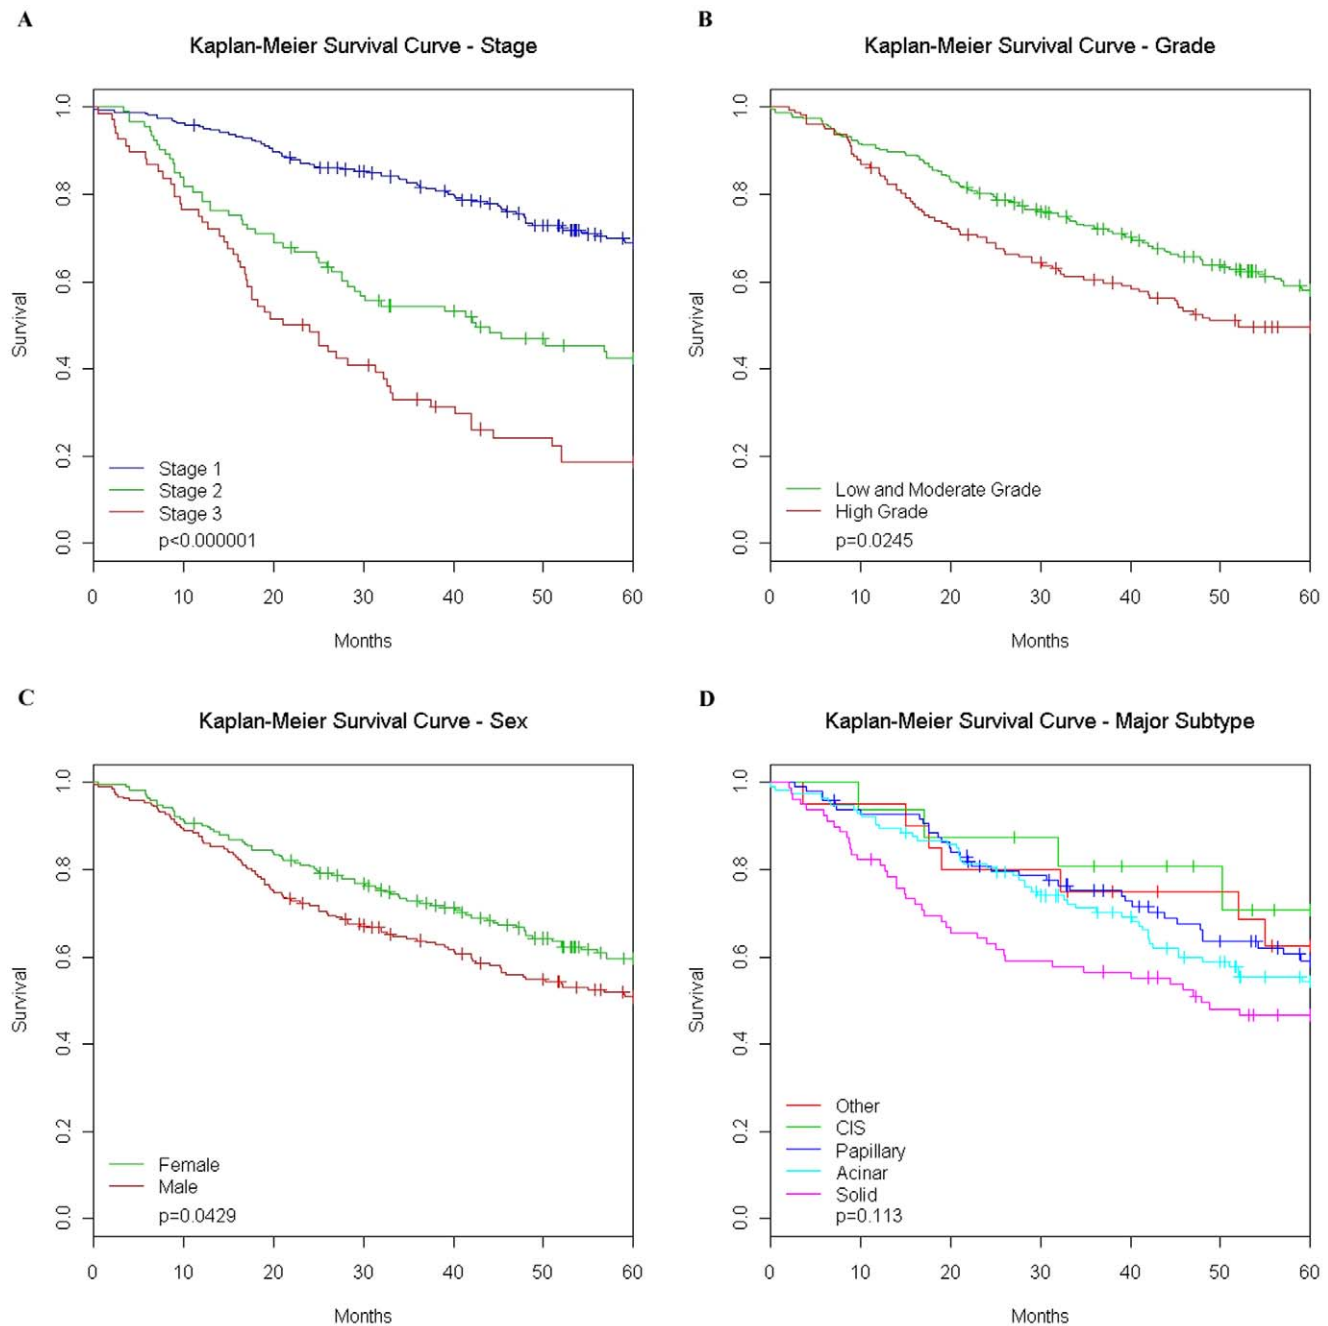 A
Kaplan-Meier Survival Curve - Stage
Survival
1.0
0.8
0.6
0.4
0.2
0.0
Stage 1
Stage 2
Stage 3
p<0.000001
0 10 20 30 40 50 60
Months
B
Kaplan-Meier Survival Curve - Grade
Survival
1.0
0.8
0.6
0.4
0.2
0.0
Low and Moderate Grade
High Grade
p=0.0245
0 10 20 30 40 50 60
Months
C
Kaplan-Meier Survival Curve - Sex
Survival
1.0
0.8
0.6
0.4
0.2
0.0
Female
Male
p=0.0429
0 10 20 30 40 50 60
Months
D
Kaplan-Meier Survival Curve - Major Subtype
Survival
1.0
0.8
0.6
0.4
0.2
0.0
Other
CIS
Papillary
Acinar
Solid
p=0.113
0 10 20 30 40 50 60
Months